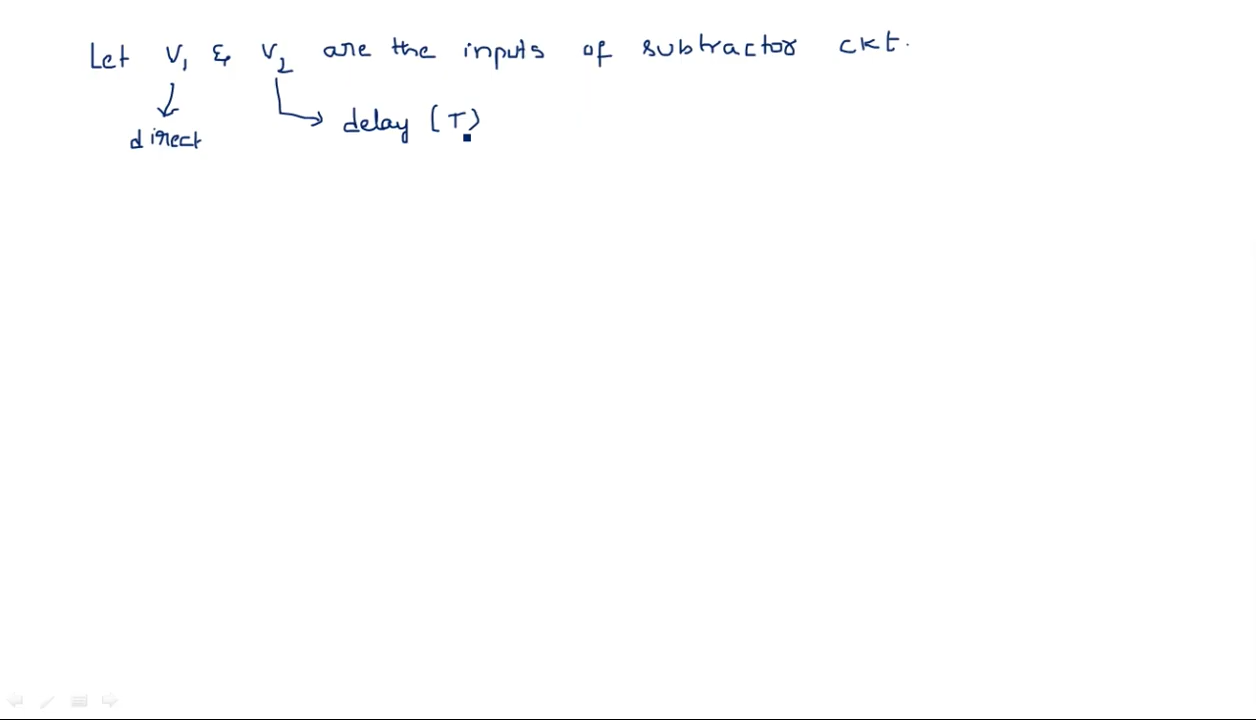 Let V₁ & V₂ are the inputs of subtractor ckt.
direct
delay (T)